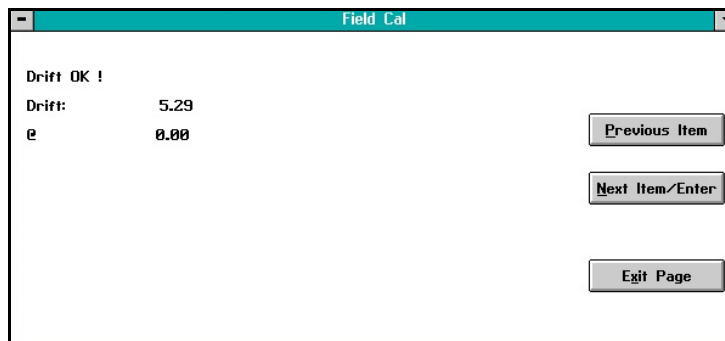 Field Cal
Drift OK !
Drift: 5.29
@ 0.00
Previous Item
Next Item/Enter
Exit Page